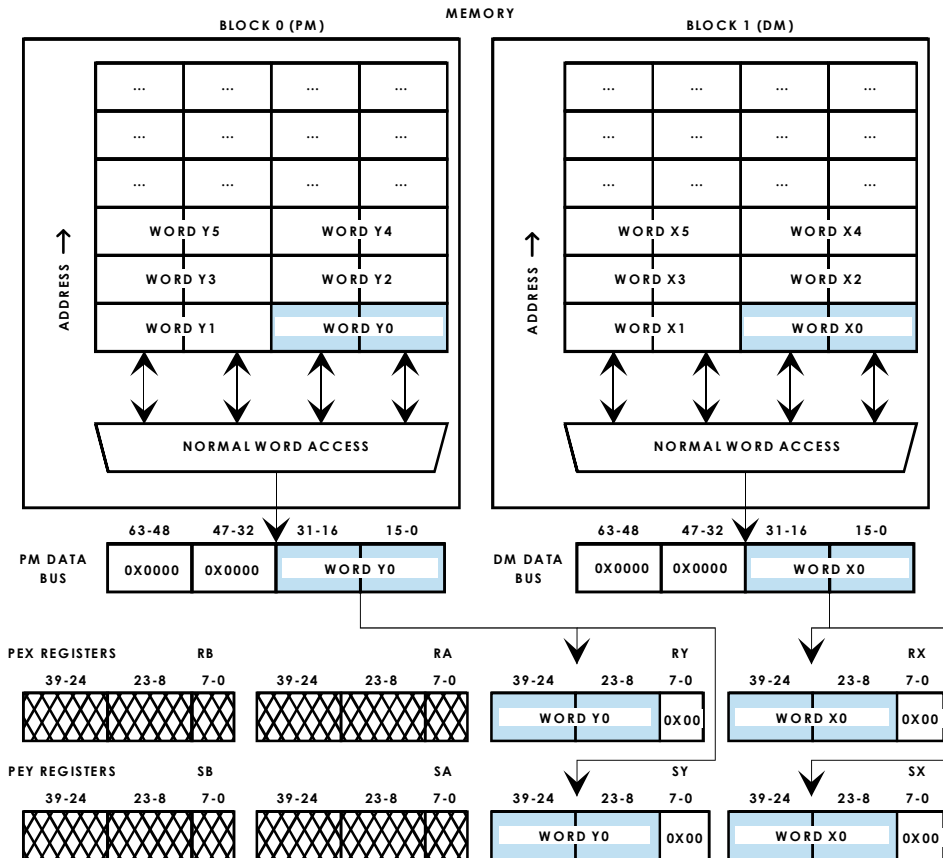 MEMORY
BLOCK 0 (PM) BLOCK 1 (DM)
... ... ... ... ... ... ... ...
... ... ... ... ... ... ... ...
... ... ... ... ... ... ... ...
WORD Y5 WORD Y4 WORD X5 WORD X4
WORD Y3 WORD Y2 WORD X3 WORD X2
ADDRESS ADDRESS
WORD Y1 WORD Y0 WORD X1 WORD X0
NORMAL WORD ACCESS NORMAL WORD ACCESS
63-48 47-32 31-16 15-0 63-48 47-32 31-16 15-0
PM DATA BUS 0X0000 0X0000 WORD Y0 DM DATA BUS 0X0000 0X0000 WORD X0
PEX REGISTERS RB RA RY RX
39-24 23-8 7-0 39-24 23-8 7-0 39-24 23-8 7-0 39-24 23-8 7-0
WORD Y0 0X00 WORD X0 0X00
PEY REGISTERS SB SA SY SX
39-24 23-8 7-0 39-24 23-8 7-0 39-24 23-8 7-0 39-24 23-8 7-0
WORD Y0 0X00 WORD X0 0X00